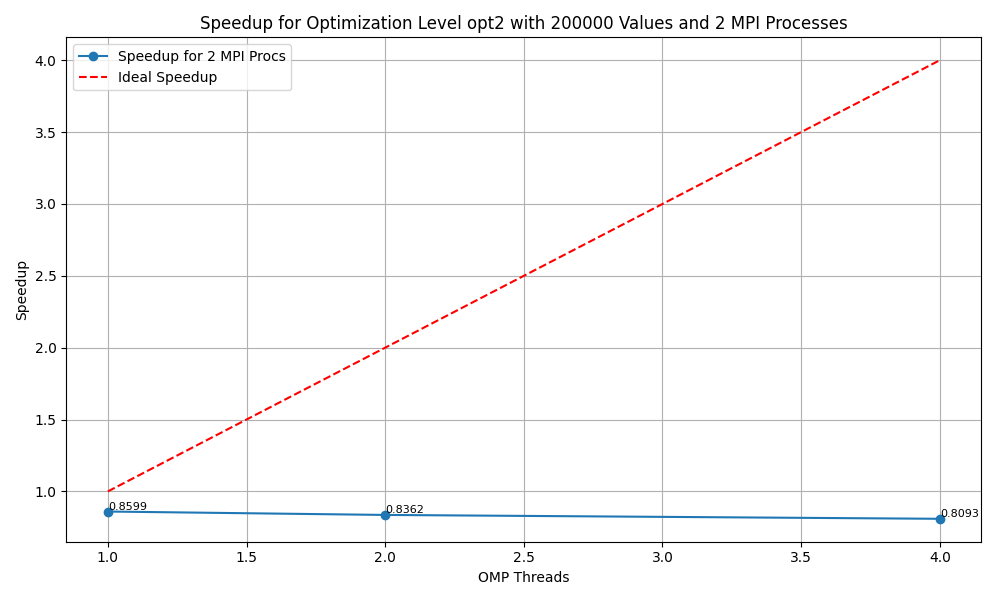 Speedup for Optimization Level opt2 with 200000 Values and 2 MPI Processes
Speedup for 2 MPI Procs
Ideal Speedup
Speedup
4.0
3.5
3.0
2.5
2.0
1.5
1.0
0.8599
0.8362
0.8093
1.0 1.5 2.0 2.5 3.0 3.5 4.0
OMP Threads